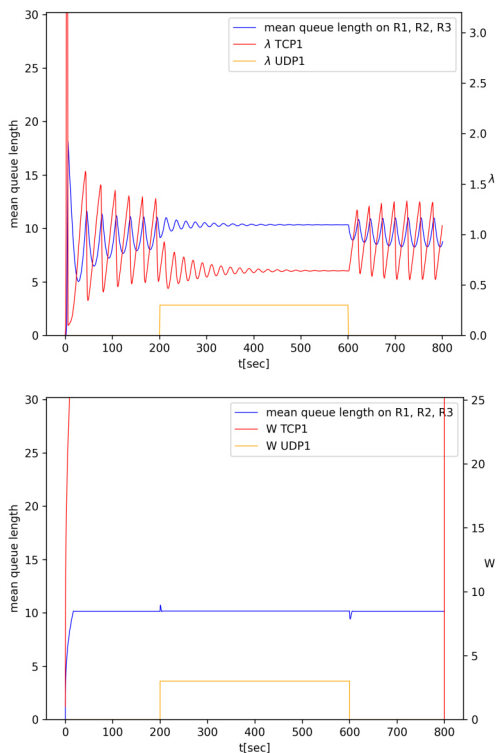 30
25
20
15
10
5
0
mean queue length
3.0
2.5
2.0
1.5
1.0
0.5
0.0
λ
mean queue length on R1, R2, R3
λ TCP1
λ UDP1
0 100 200 300 400 500 600 700 800
t[sec]
30
25
20
15
10
5
0
mean queue length
25
20
15
10
5
0
W
mean queue length on R1, R2, R3
W TCP1
W UDP1
0 100 200 300 400 500 600 700 800
t[sec]